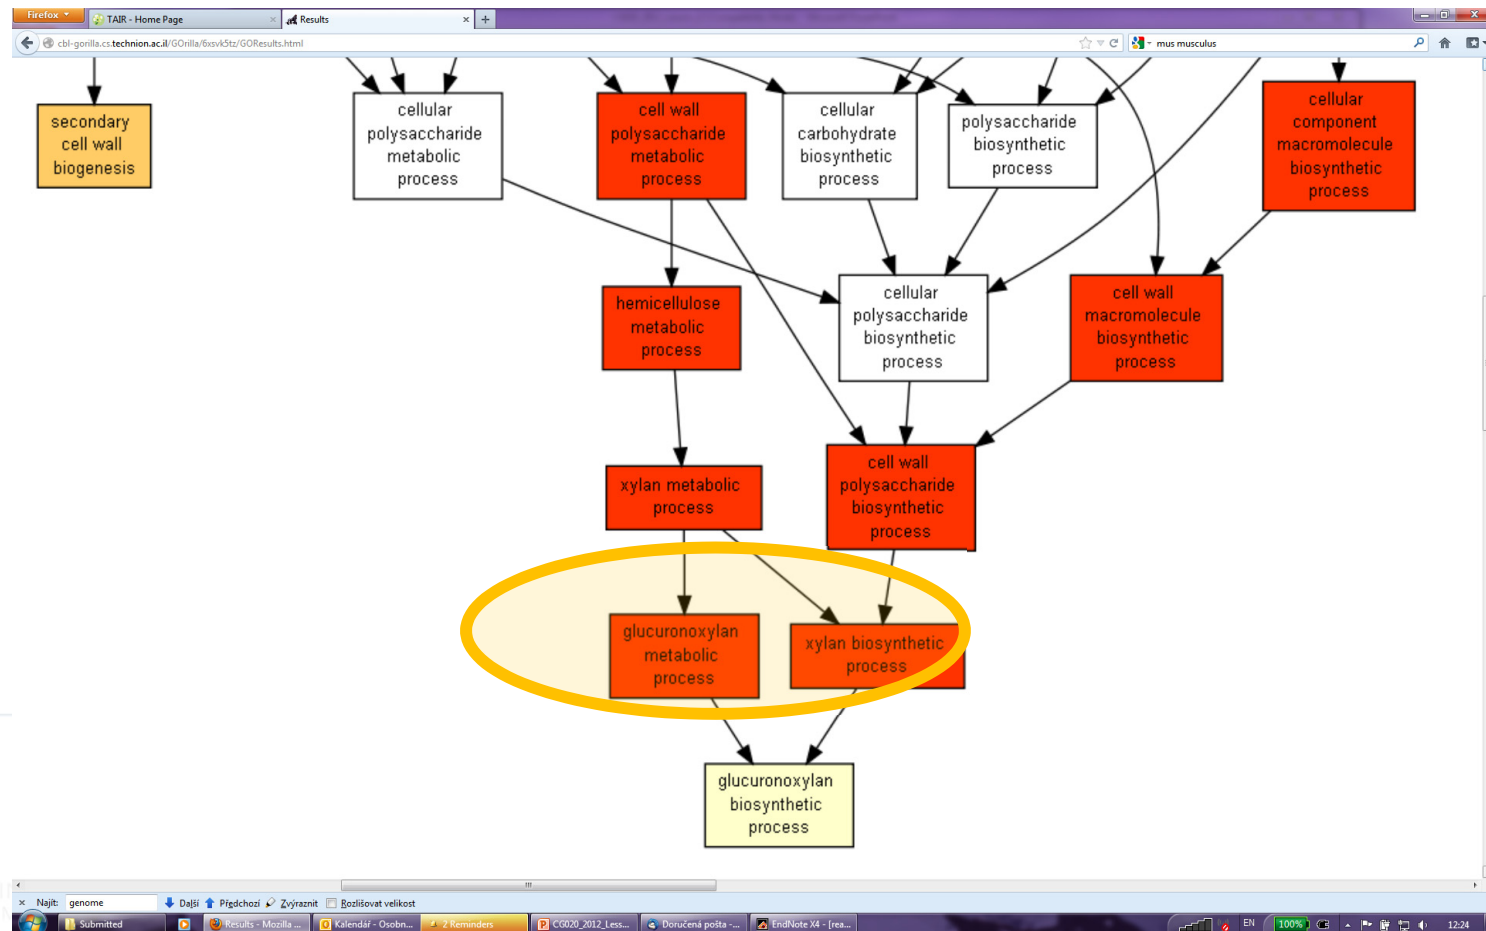 Firefox
TAIR - Home Page
Results
cbl-gorilla.cs.technion.ac.il/GOrilla/6xsvk5tz/GOResults.html
mus musculus
secondary
cell wall
biogenesis
cellular
polysaccharide
metabolic
process
cell wall
polysaccharide
metabolic
process
cellular
carbohydrate
biosynthetic
process
polysaccharide
biosynthetic
process
cellular
component
macromolecule
biosynthetic
process
hemicellulose
metabolic
process
cellular
polysaccharide
biosynthetic
process
cell wall
macromolecule
biosynthetic
process
xylan metabolic
process
cell wall
polysaccharide
biosynthetic
process
glucuronoxylan
metabolic
process
xylan biosynthetic
process
glucuronoxylan
biosynthetic
process
× Najít: genome Další Předchozí Zvýraznit Rozlišovat velikost
Submitted
Results - Mozilla ...
Kalendář - Osobn...
2 Reminders
CG020_2012_Less...
Doručená pošta -...
EndNote X4 - [rea...
EN
100%
12:24